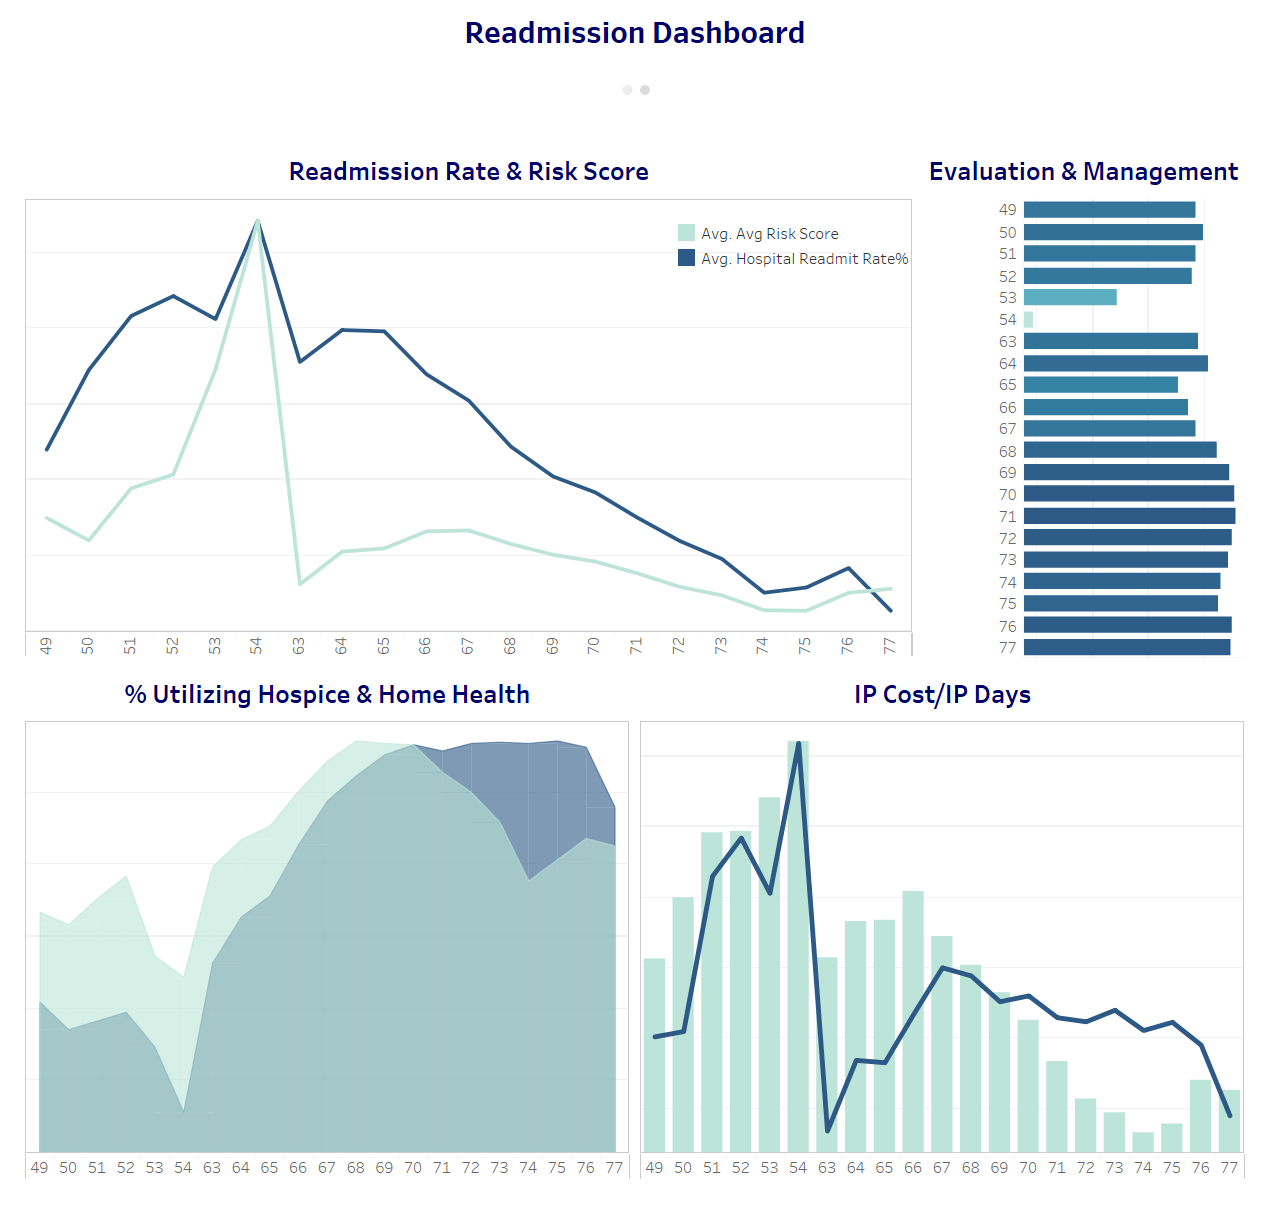 Readmission Dashboard
Readmission Rate & Risk Score
Avg. Avg Risk Score
Avg. Hospital Readmit Rate%
49 50 51 52 53 54 63 64 65 66 67 68 69 70 71 72 73 74 75 76 77
Evaluation & Management
49
50
51
52
53
54
63
64
65
66
67
68
69
70
71
72
73
74
75
76
77
% Utilizing Hospice & Home Health
49 50 51 52 53 54 63 64 65 66 67 68 69 70 71 72 73 74 75 76 77
IP Cost/IP Days
49 50 51 52 53 54 63 64 65 66 67 68 69 70 71 72 73 74 75 76 77